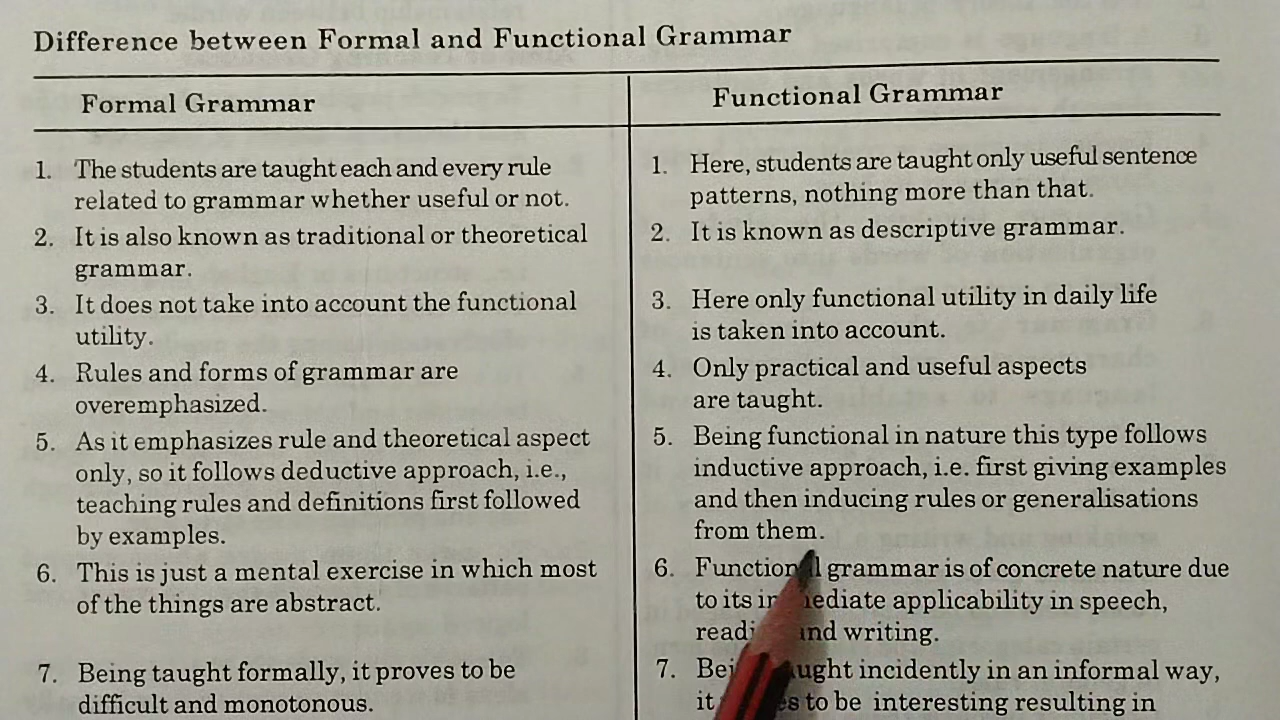 Difference between Formal and Functional Grammar
Formal Grammar
1. The students are taught each and every rule
related to grammar whether useful or not.
2. It is also known as traditional or theoretical
grammar.
3. It does not take into account the functional
utility.
4. Rules and forms of grammar are
overemphasized.
5. As it emphasizes rule and theoretical aspect
only, so it follows deductive approach, i.e.,
teaching rules and definitions first followed
by examples.
6. This is just a mental exercise in which most
of the things are abstract.
7. Being taught formally, it proves to be
difficult and monotonous.
Functional Grammar
1. Here, students are taught only useful sentence
patterns, nothing more than that.
2. It is known as descriptive grammar.
3. Here only functional utility in daily life
is taken into account.
4. Only practical and useful aspects
are taught.
5. Being functional in nature this type follows
inductive approach, i.e. first giving examples
and then inducing rules or generalisations
from them.
6. Functional grammar is of concrete nature due
to its immediate applicability in speech,
reading and writing.
7. Being taught incidently in an informal way,
it to be interesting resulting in